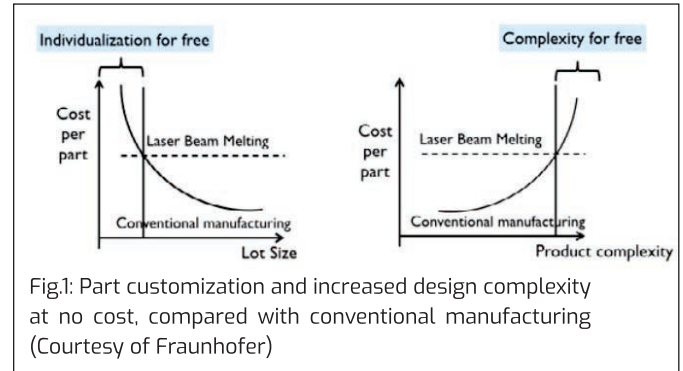 Individualization for free
Cost
per
part
Laser Beam Melting
Conventional manufacturing
Lot Size
Complexity for free
Cost
per
part
Laser Beam Melting
Conventional manufacturing
Product complexity
Fig.1: Part customization and increased design complexity
at no cost, compared with conventional manufacturing
(Courtesy of Fraunhofer)